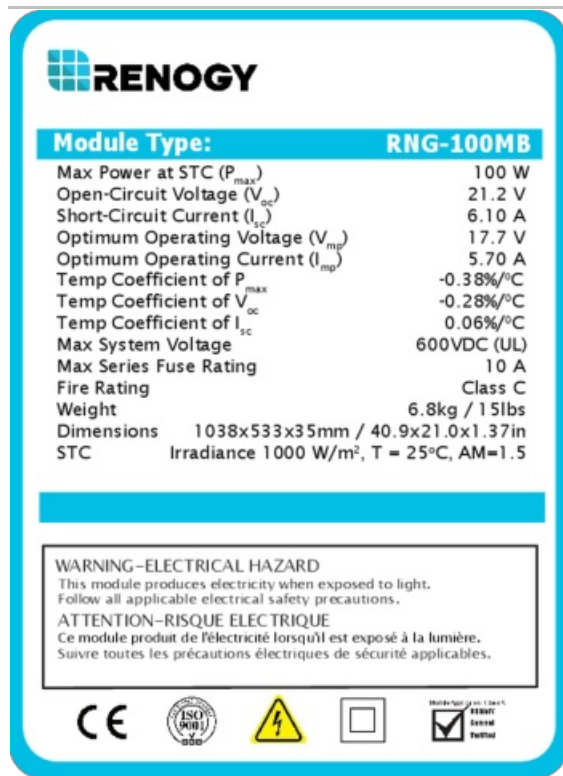 RENOGY
Module Type: RNG-100MB
Max Power at STC (Pmax) 100 W
Open-Circuit Voltage (Voc) 21.2 V
Short-Circuit Current (Isc) 6.10 A
Optimum Operating Voltage (Vmp) 17.7 V
Optimum Operating Current (Imp) 5.70 A
Temp Coefficient of Pmax -0.38%/ºC
Temp Coefficient of Voc -0.28%/ºC
Temp Coefficient of Isc 0.06%/ºC
Max System Voltage 600VDC (UL)
Max Series Fuse Rating 10 A
Fire Rating Class C
Weight 6.8kg / 15lbs
Dimensions 1038x533x35mm / 40.9x21.0x1.37in
STC Irradiance 1000 W/m², T = 25ºC, AM=1.5
WARNING-ELECTRICAL HAZARD
This module produces electricity when exposed to light.
Follow all applicable electrical safety precautions.
ATTENTION-RISQUE ELECTRIQUE
Ce module produit de l'électricité lorsqu'il est exposé à la lumière.
Suivre toutes les précautions électriques de sécurité applicables.
CE
ISO
9001